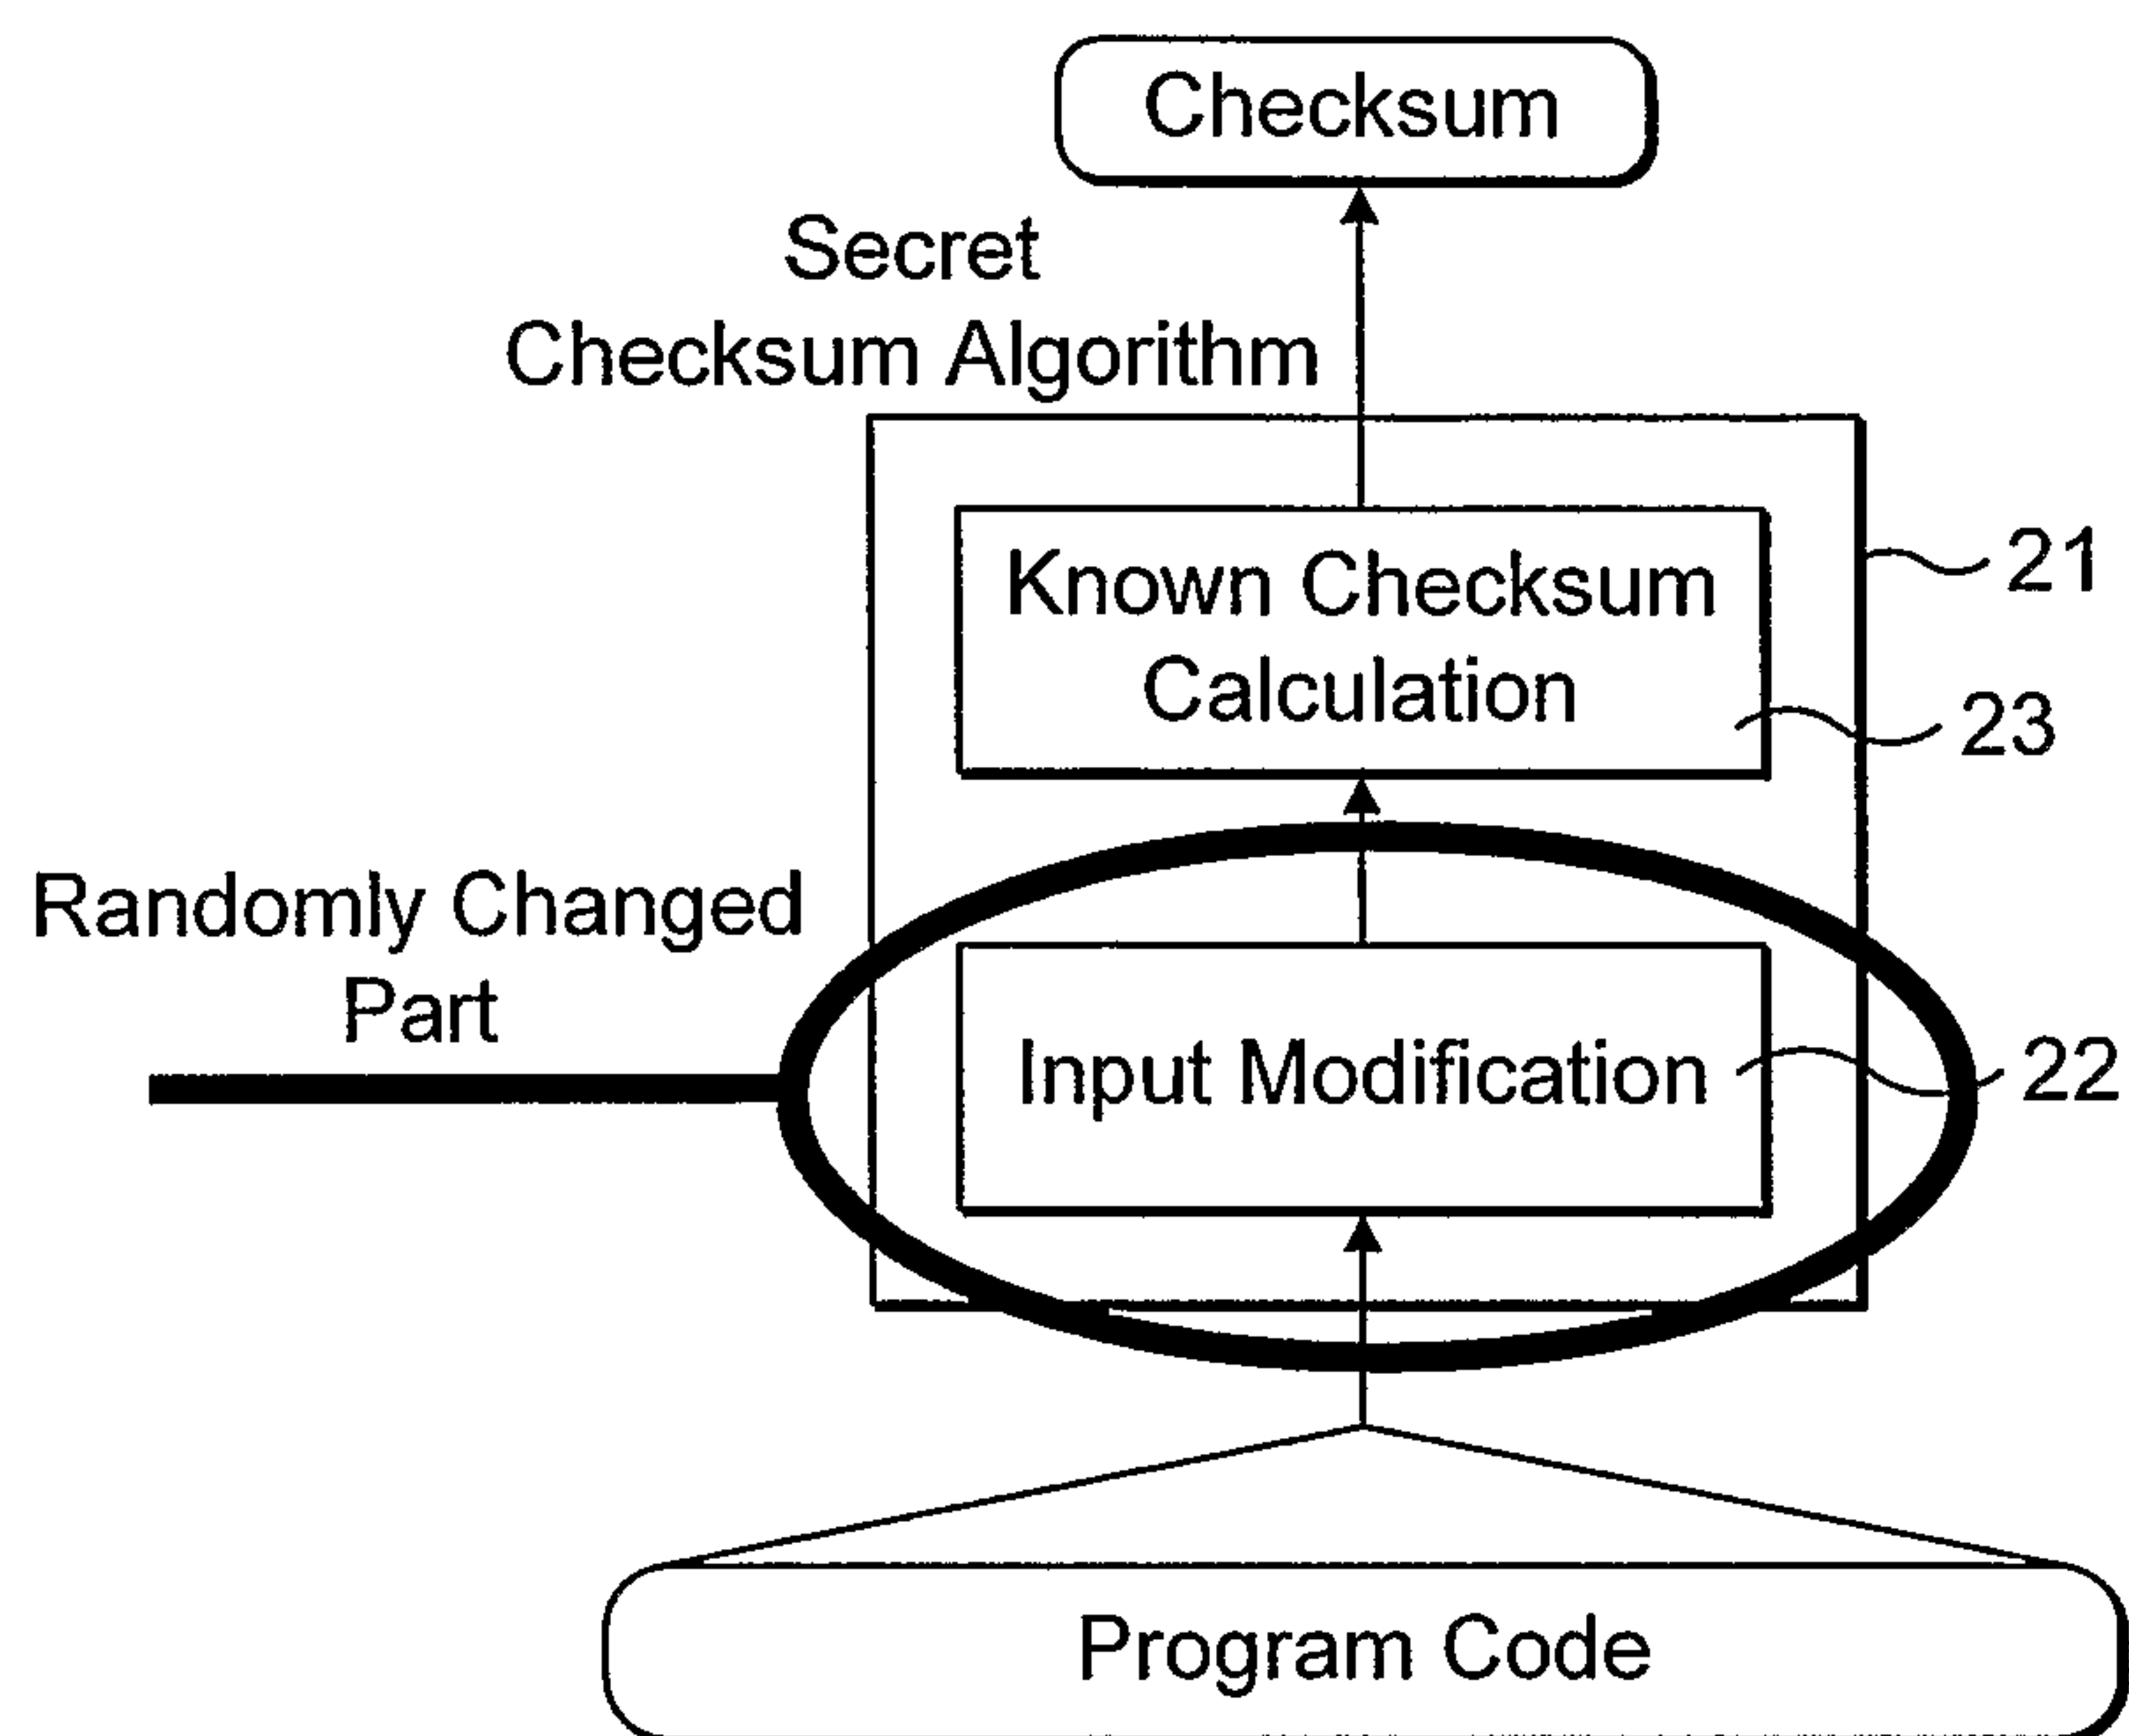 Checksum
Secret
Checksum Algorithm
Known Checksum
Calculation
21
23
Randomly Changed
Part
Input Modification
22
Program Code